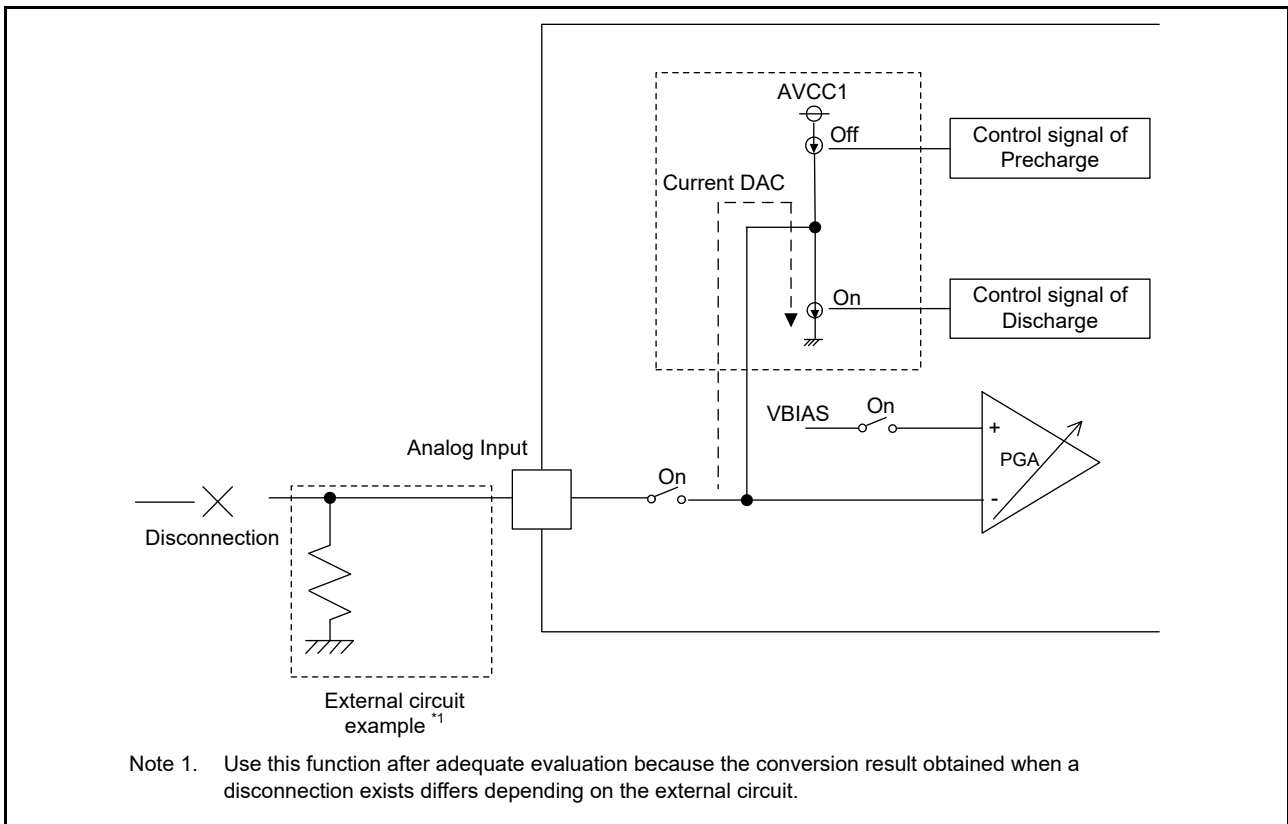 AVCC1
Off
Control signal of
Precharge
Current DAC
On
Control signal of
Discharge
VBIAS
On
+
PGA
-
Analog Input
On
Disconnection
External circuit
example *1
Note 1. Use this function after adequate evaluation because the conversion result obtained when a
disconnection exists differs depending on the external circuit.